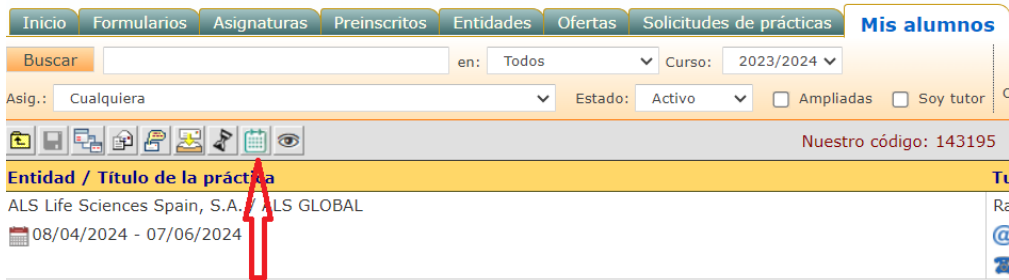 Inicio Formularios Asignaturas Preinscritos Entidades Ofertas Solicitudes de prácticas Mis alumnos
Buscar en: Todos Curso: 2023/2024
Asig.: Cualquiera Estado: Activo Ampliadas Soy tutor
Nuestro código: 143195
Entidad / Título de la práctica
ALS Life Sciences Spain, S.A. / ALS GLOBAL
08/04/2024 - 07/06/2024